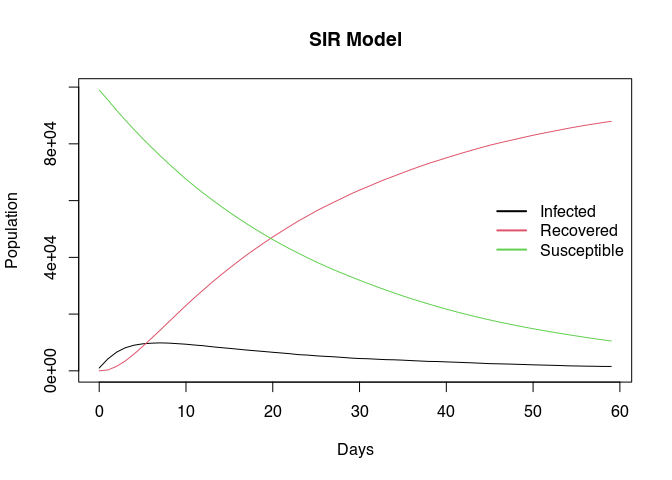 SIR Model
Population
8e+04
4e+04
0e+00
Infected
Recovered
Susceptible
0 10 20 30 40 50 60
Days